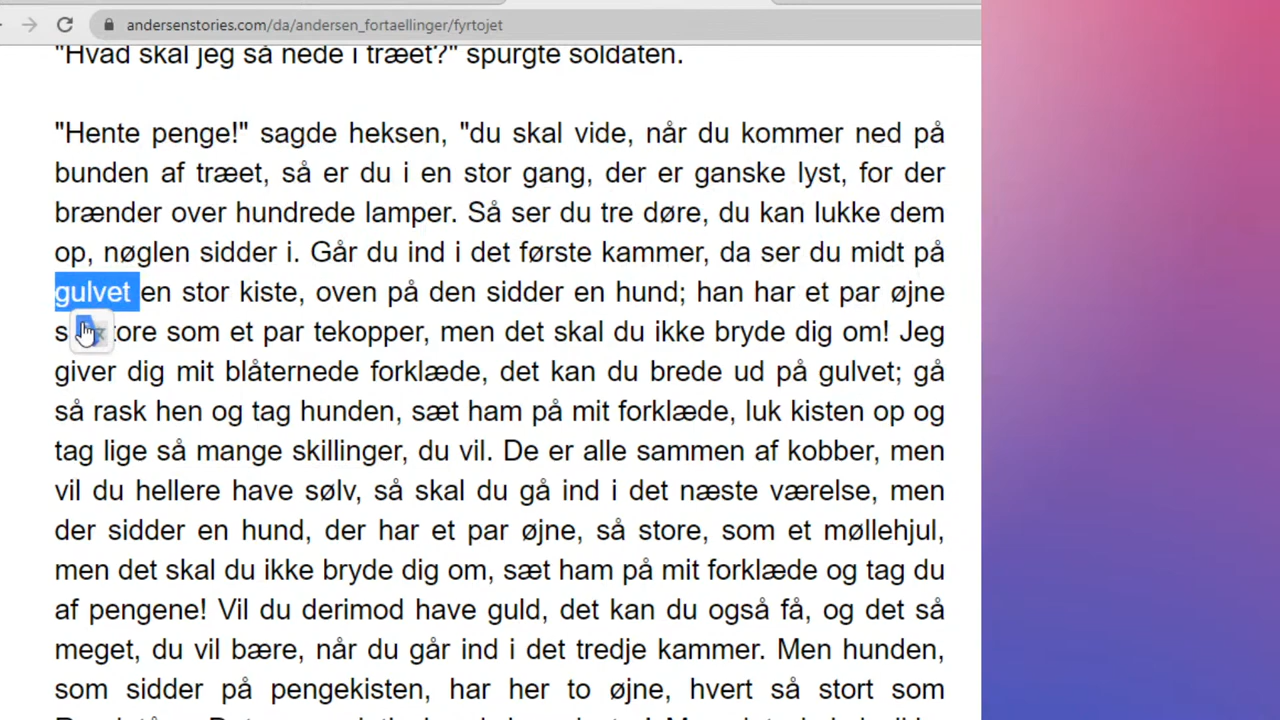 andersenstories.com/da/andersen_fortaellinger/fyrtojet
"Hvad skal jeg så nede i træet?" spurgte soldaten.
"Hente penge!" sagde heksen, "du skal vide, når du kommer ned på
bunden af træet, så er du i en stor gang, der er ganske lyst, for der
brænder over hundrede lamper. Så ser du tre døre, du kan lukke dem
op, nøglen sidder i. Går du ind i det første kammer, da ser du midt på
gulvet en stor kiste, oven på den sidder en hund; han har et par øjne
som et par tekopper, men det skal du ikke bryde dig om! Jeg
giver dig mit blåternede forklæde, det kan du brede ud på gulvet; gå
så rask hen og tag hunden, sæt ham på mit forklæde, luk kisten op og
tag lige så mange skillinger, du vil. De er alle sammen af kobber, men
vil du hellere have sølv, så skal du gå ind i det næste værelse, men
der sidder en hund, der har et par øjne, så store, som et møllehjul,
men det skal du ikke bryde dig om, sæt ham på mit forklæde og tag du
af pengene! Vil du derimod have guld, det kan du også få, og det så
meget, du vil bære, når du går ind i det tredje kammer. Men hunden,
som sidder på pengekisten, har her to øjne, hvert så stort som